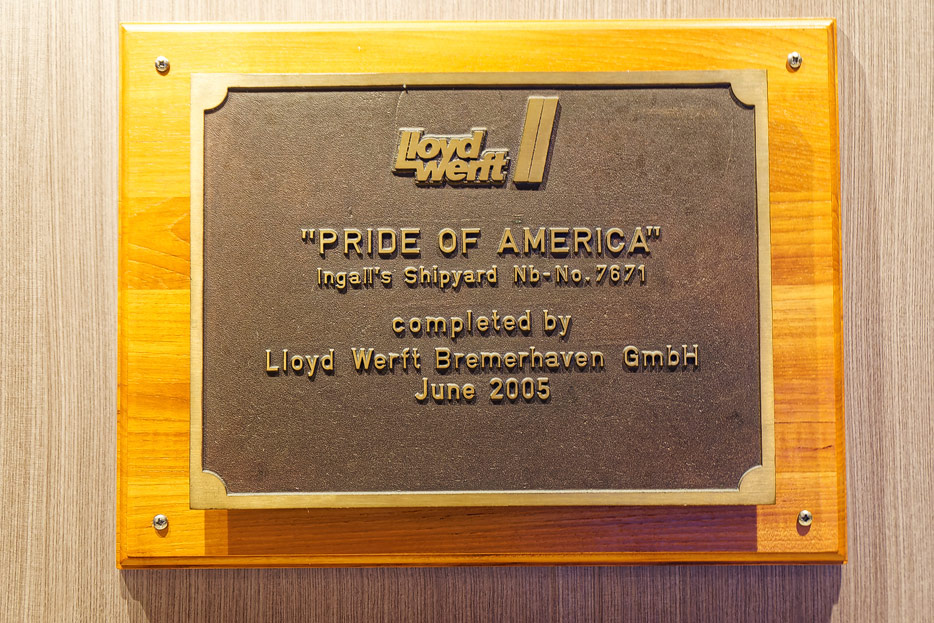 Lloyd
werft
"PRIDE OF AMERICA"
Ingall's Shipyard Nb-No. 7671
completed by
Lloyd Werft Bremerhaven GmbH
June 2005